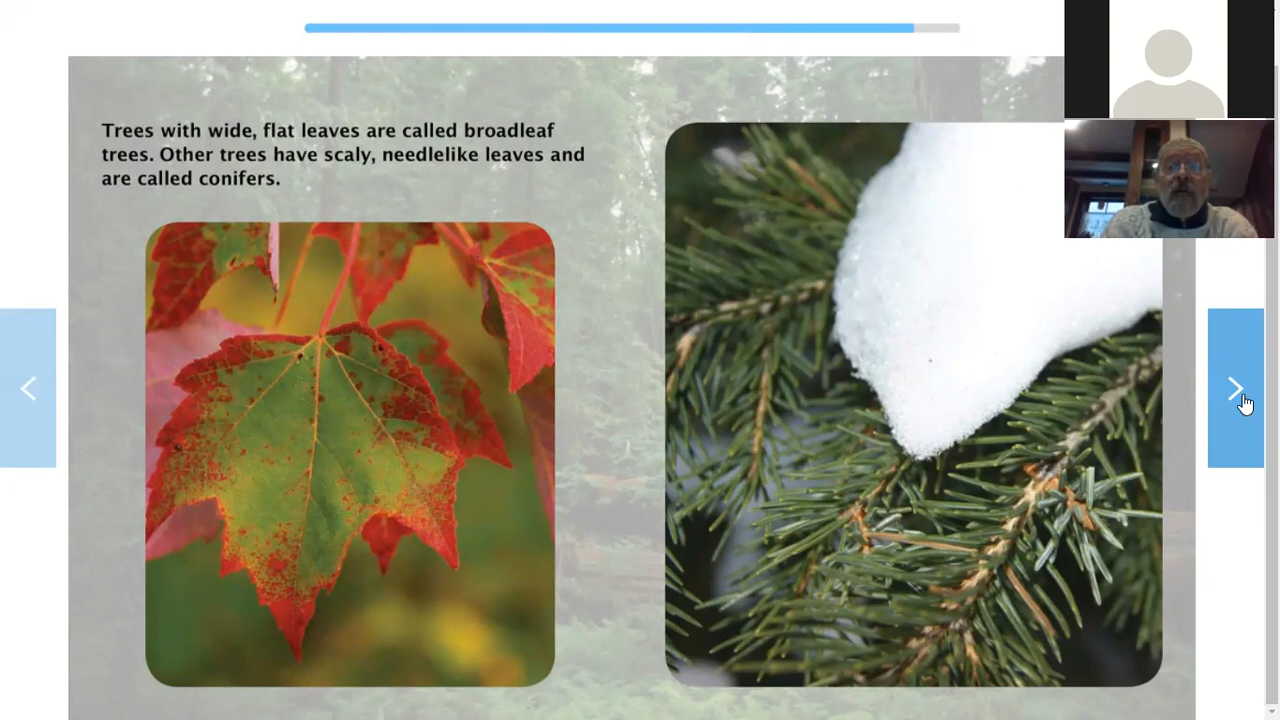 Trees with wide, flat leaves are called broadleaf
trees. Other trees have scaly, needlelike leaves and
are called conifers.